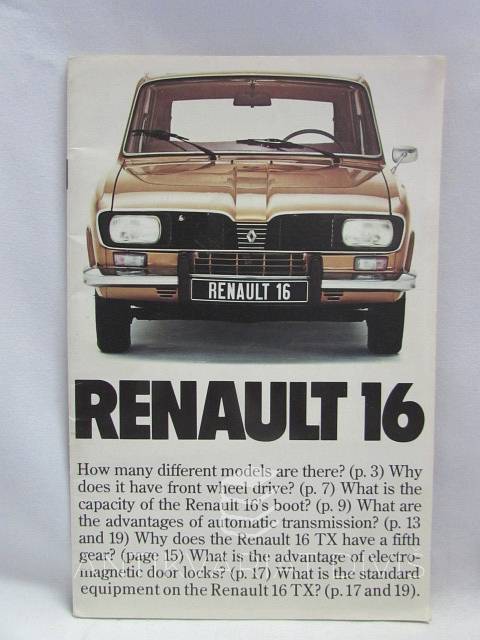 RENAULT 16
RENAULT 16
How many different models are there? (p. 3) Why
does it have front wheel drive? (p. 7) What is the
capacity of the Renault 16's boot? (p. 9) What are
the advantages of automatic transmission? (p. 13
and 19) Why does the Renault 16 TX have a fifth
gear? (page 15) What is the advantage of electro-
magnetic door locks? (p. 17) What is the standard
equipment on the Renault 16 TX? (p. 17 and 19).